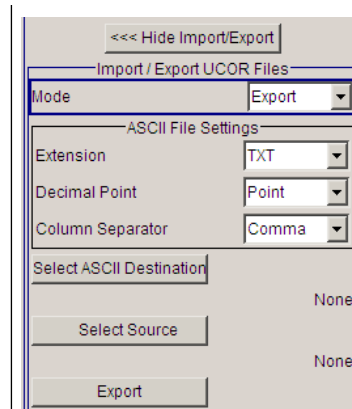 <<< Hide Import/Export
Import / Export UCOR Files
Mode Export
ASCII File Settings
Extension TXT
Decimal Point Point
Column Separator Comma
Select ASCII Destination
None
Select Source
None
Export